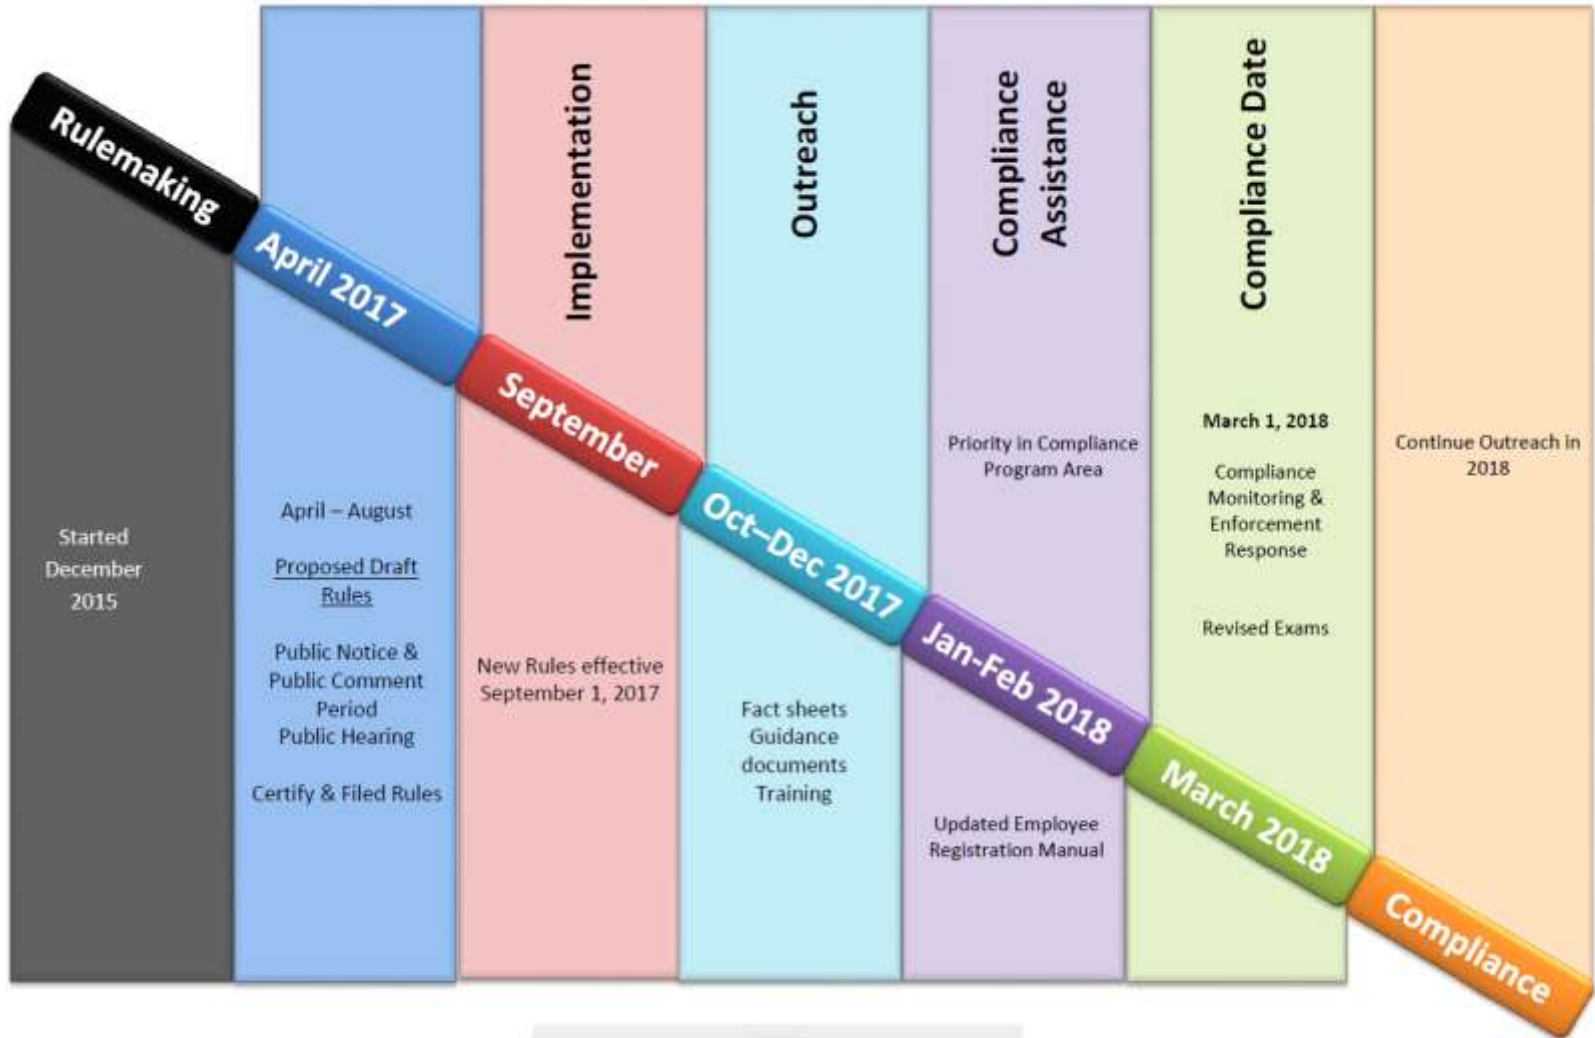 Rulemaking
Started
December
2015
April 2017
April – August
Proposed Draft
Rules
Public Notice &
Public Comment
Period
Public Hearing
Certify & Filed Rules
Implementation
September
New Rules effective
September 1, 2017
Outreach
Oct–Dec 2017
Fact sheets
Guidance
documents
Training
Compliance
Assistance
Priority in Compliance
Program Area
Jan-Feb 2018
Updated Employee
Registration Manual
Compliance Date
March 1, 2018
Compliance
Monitoring &
Enforcement
Response
Revised Exams
March 2018
Continue Outreach in
2018
Compliance